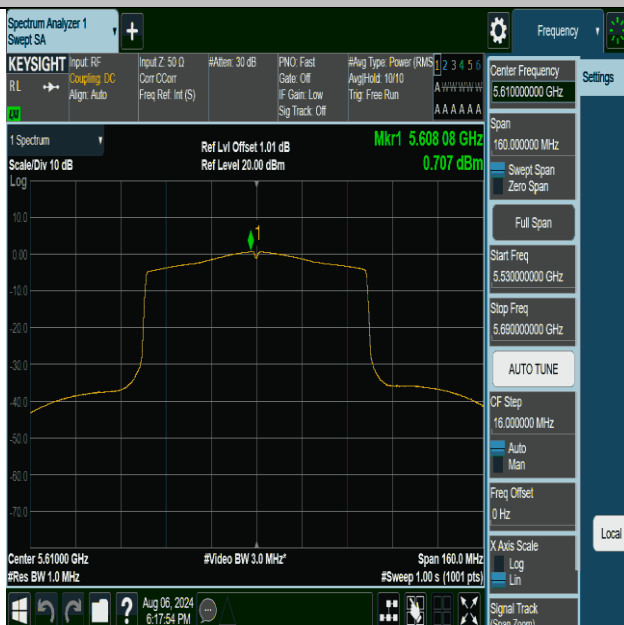 Spectrum Analyzer 1
Swept SA
Frequency
KEYSIGHT
RL
Input: RF
Coupling: DC
Align: Auto
Input Z: 50 Ω
Corr CCorr
Freq Ref: Int (S)
#Atten: 30 dB
PNO: Fast
Gate: Off
IF Gain: Low
Sig Track: Off
#Avg Type: Power (RMS
Avg|Hold: 10/10
Trig: Free Run
1 2 3 4 5 6
A W W W W W
A A A A A A
1 Spectrum
Scale/Div 10 dB
Log
Ref Lvl Offset 1.01 dB
Ref Level 20.00 dBm
Mkr1 5.608 08 GHz
0.707 dBm
1
10.0
0.00
-10.0
-20.0
-30.0
-40.0
-50.0
-60.0
-70.0
Center 5.61000 GHz
#Video BW 3.0 MHz*
Span 160.0 MHz
#Res BW 1.0 MHz
#Sweep 1.00 s (1001 pts)
Aug 06, 2024
6:17:54 PM
Center Frequency
5.610000000 GHz
Settings
Span
160.000000 MHz
Swept Span
Zero Span
Full Span
Start Freq
5.530000000 GHz
Stop Freq
5.690000000 GHz
AUTO TUNE
CF Step
16.000000 MHz
Auto
Man
Freq Offset
0 Hz
Local
X Axis Scale
Log
Lin
Signal Track
(Span Zoom)